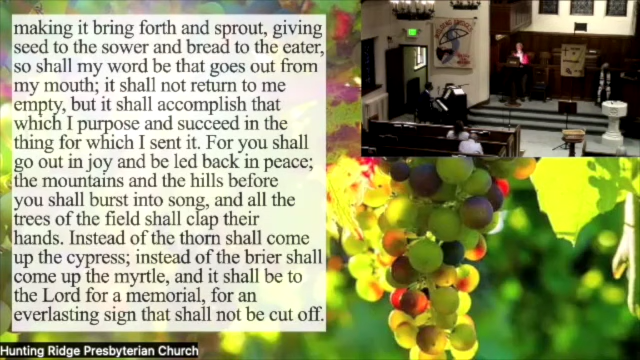 making it bring forth and sprout, giving
seed to the sower and bread to the eater,
so shall my word be that goes out from
my mouth; it shall not return to me
empty, but it shall accomplish that
which I purpose and succeed in the
thing for which I sent it. For you shall
go out in joy and be led back in peace;
the mountains and the hills before
you shall burst into song, and all the
trees of the field shall clap their
hands. Instead of the thorn shall come
up the cypress; instead of the brier shall
come up the myrtle, and it shall be to
the Lord for a memorial, for an
everlasting sign that shall not be cut off.
Hunting Ridge Presbyterian Church